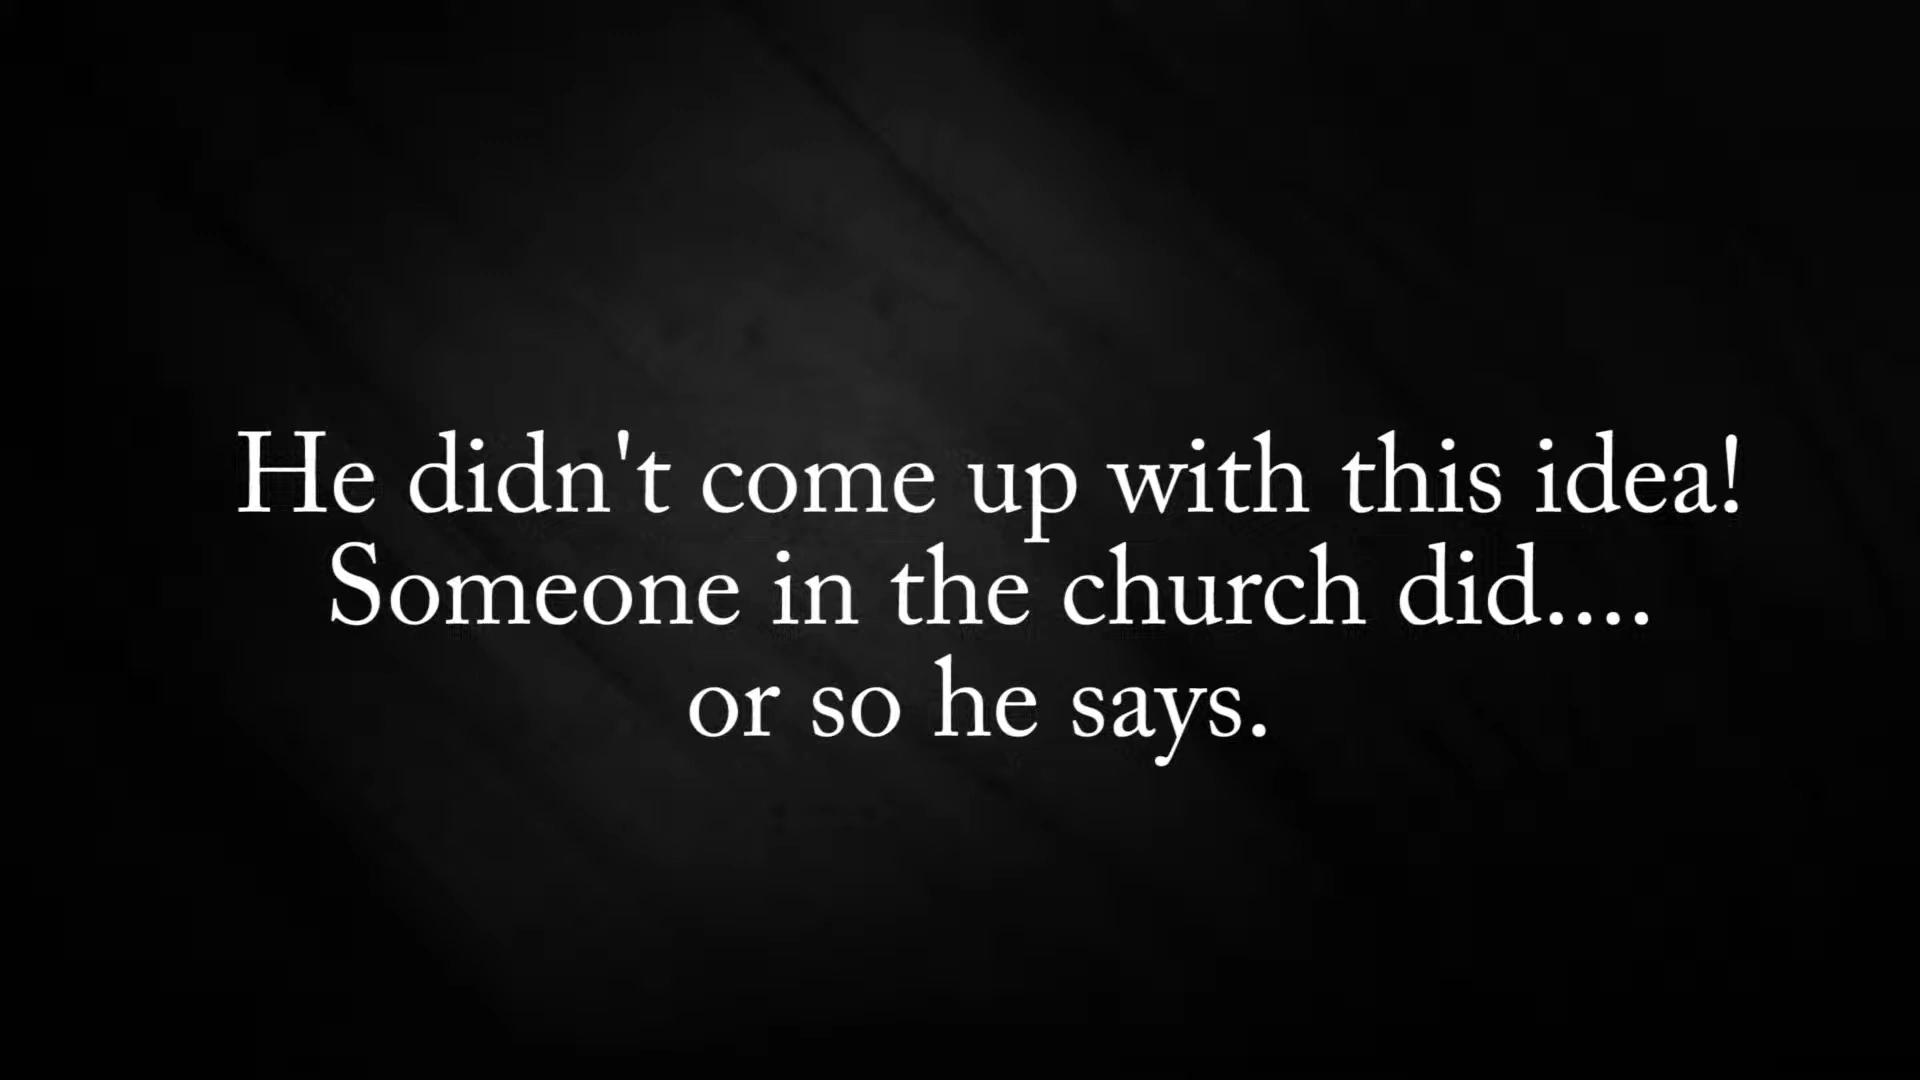 He didn't come up with this idea!
Someone in the church did....
or so he says.